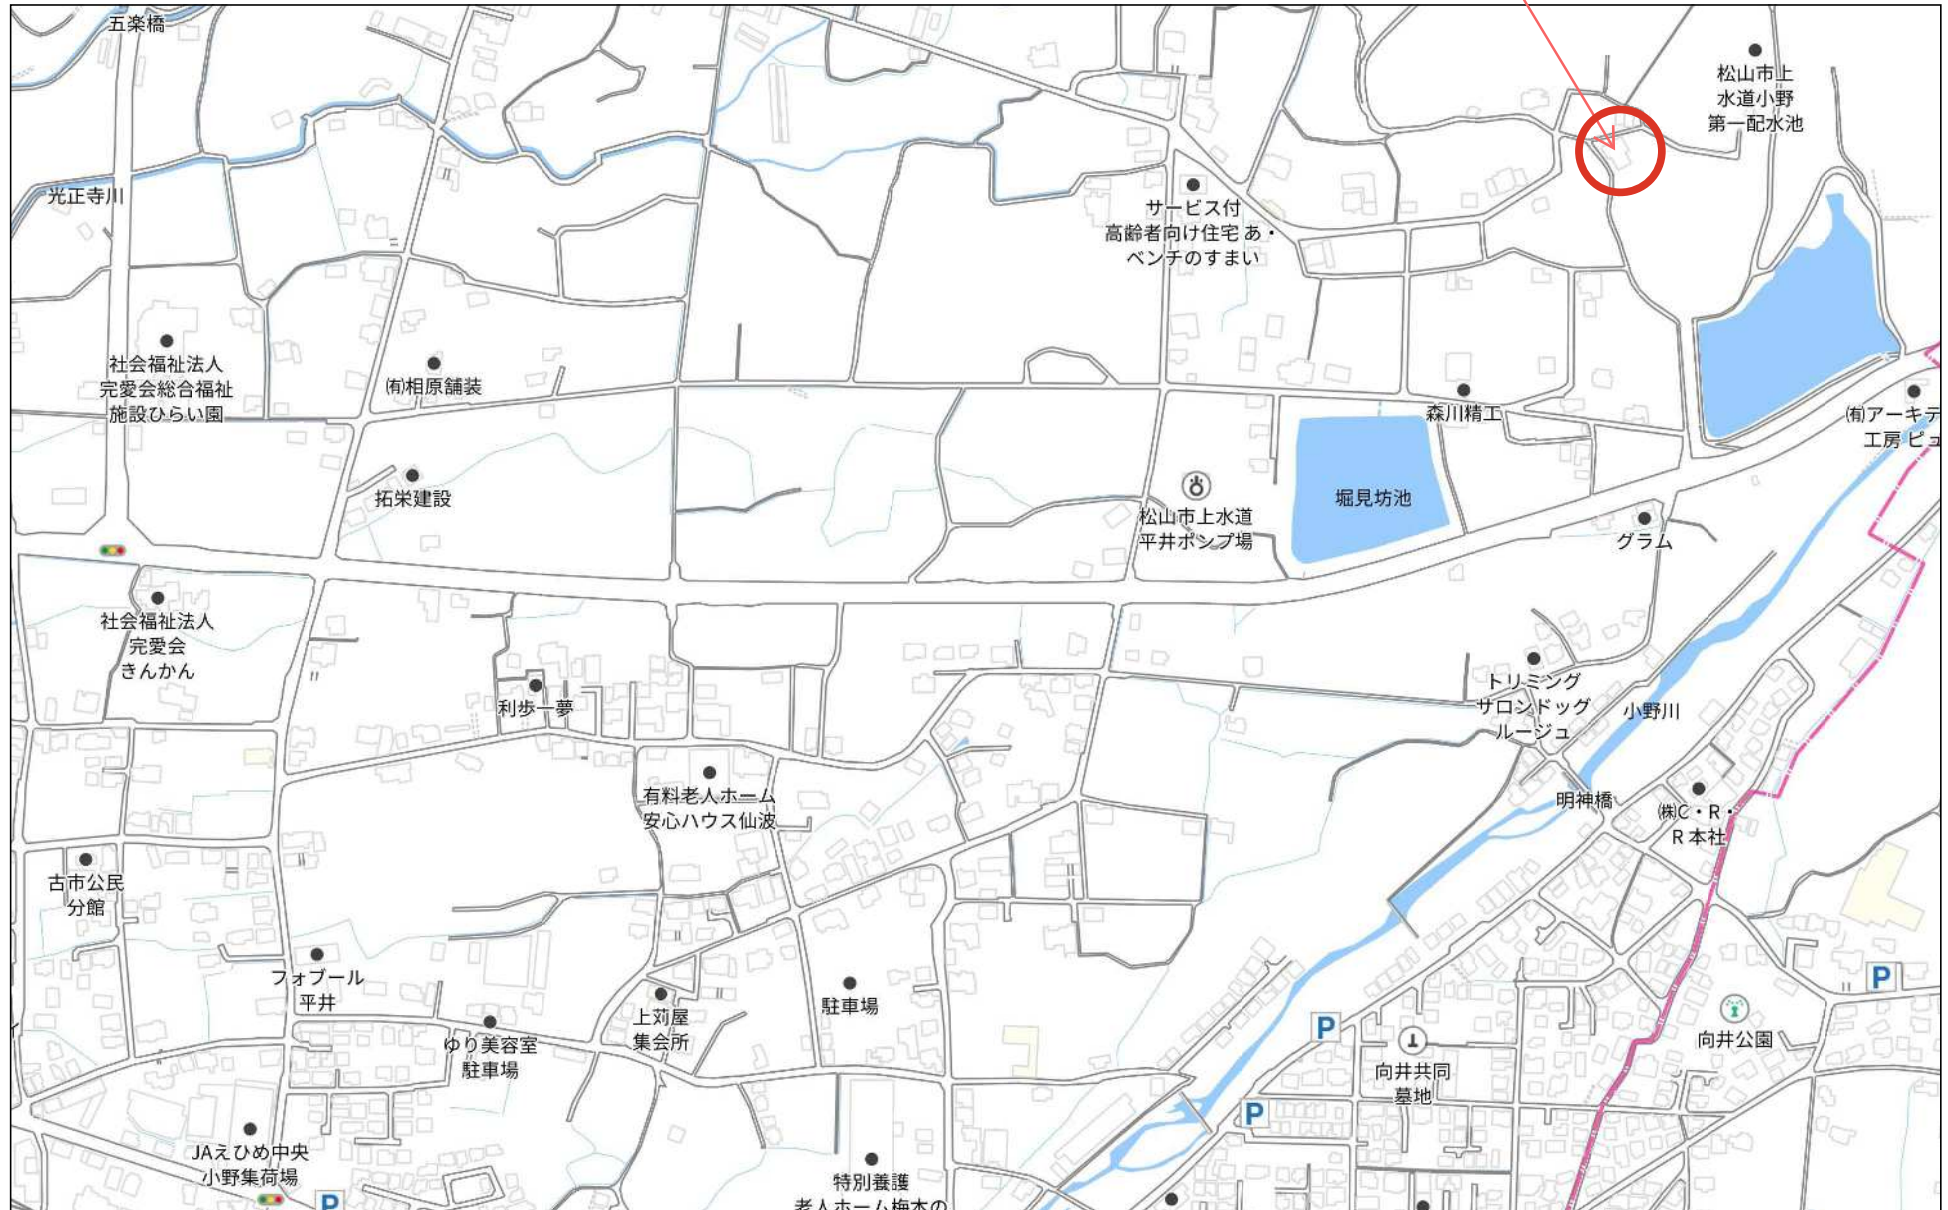 五楽橋
松山市上
水道小野
第一配水池
光正寺川
サービス付
高齢者向け住宅 あ・
ベンチのすまい
社会福祉法人
完愛会総合福祉
施設ひらい園
㈲相原舗装
森川精工
㈲アーキテ
工房 ピュ
拓栄建設
堀見坊池
松山市上水道
平井ポンプ場
グラム
社会福祉法人
完愛会
きんかん
利歩一夢
トリミング
サロンドッグ
ルージュ
小野川
有料老人ホーム
安心ハウス仙波
明神橋
㈱C・R・
R 本社
古市公民
分館
フォブール
平井
駐車場
上苅屋
集会所
ゆり美容室
駐車場
P
P
向井公園
向井共同
墓地
P
JAえひめ中央
小野集荷場
P
特別養護
老人ホーム梅本の